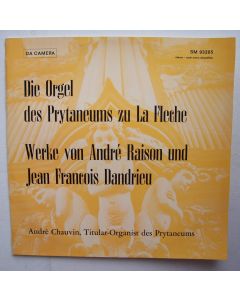 DA CAMERA
SM 93265
Die Orgel
des Prytaneums zu La Fleche
Werke von André Raison und
Jean Francois Dandrieu
André Chauvin, Titular-Organist des Prytaneums